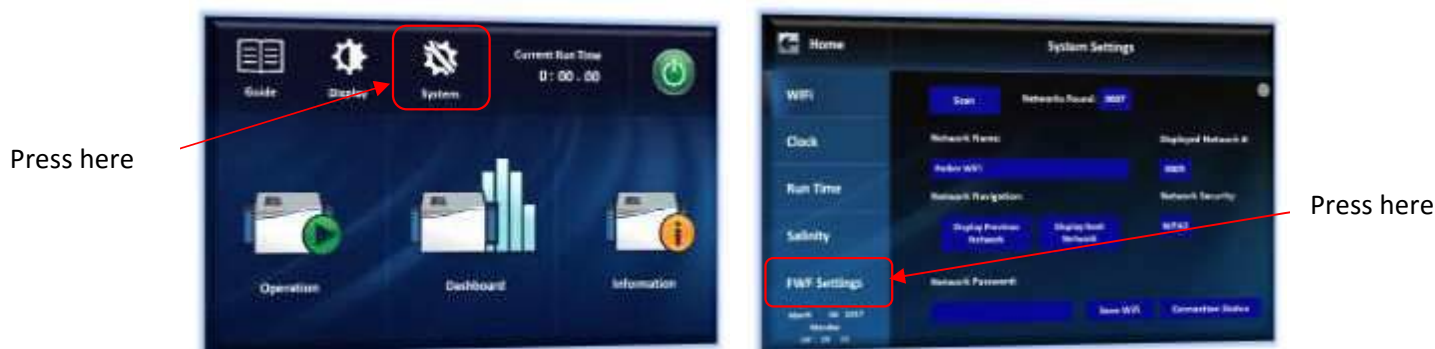 Press here
Guide
Display
System
Current Run Time
0: 00 . 00
Operation
Dashboard
Information
Home
System Settings
WiFi
Clock
Run Time
Salinity
FWF Settings
Scan
Networks Found:
Network Name:
Displayed Network #:
Network Navigation:
Network Security:
Display Previous
Network
Display Next
Network
Network Password:
Save WiFi
Connection Status
Press here